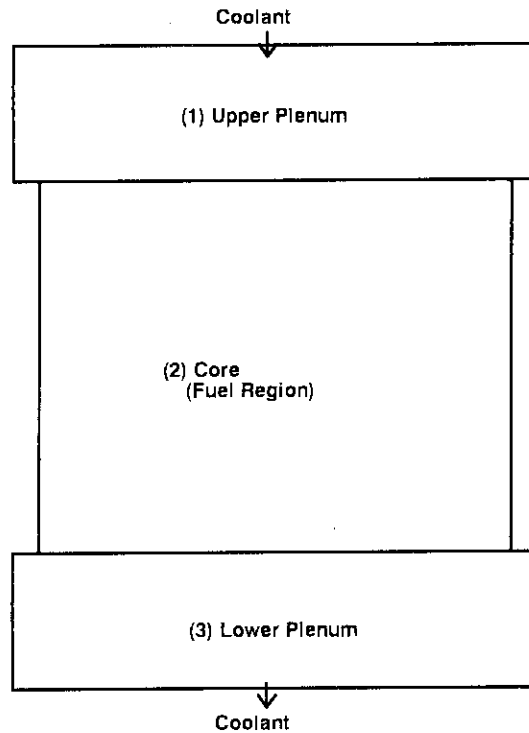 Coolant
(1) Upper Plenum
(2) Core
(Fuel Region)
(3) Lower Plenum
Coolant